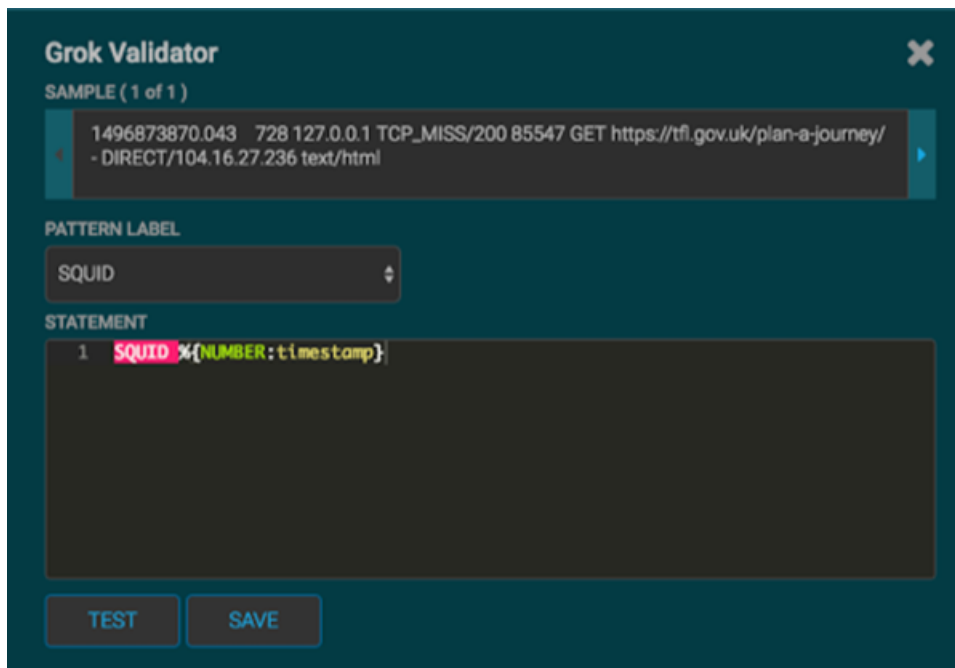 Grok Validator
SAMPLE ( 1 of 1 )
1496873870.043    728 127.0.0.1 TCP_MISS/200 85547 GET https://tfl.gov.uk/plan-a-journey/
- DIRECT/104.16.27.236 text/html
PATTERN LABEL
SQUID
STATEMENT
1 SQUID %{NUMBER:timestamp}
TEST SAVE